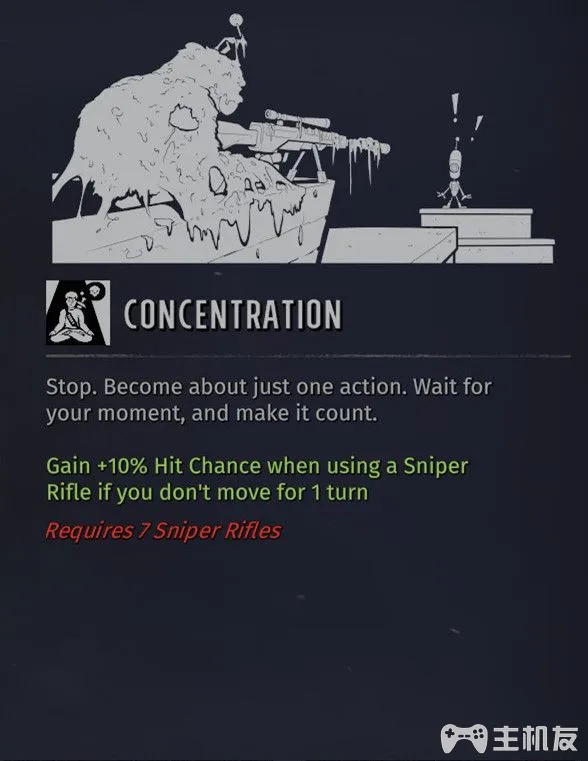 CONCENTRATION
Stop. Become about just one action. Wait for
your moment, and make it count.
Gain +10% Hit Chance when using a Sniper
Rifle if you don't move for 1 turn
Requires 7 Sniper Rifles
主机友